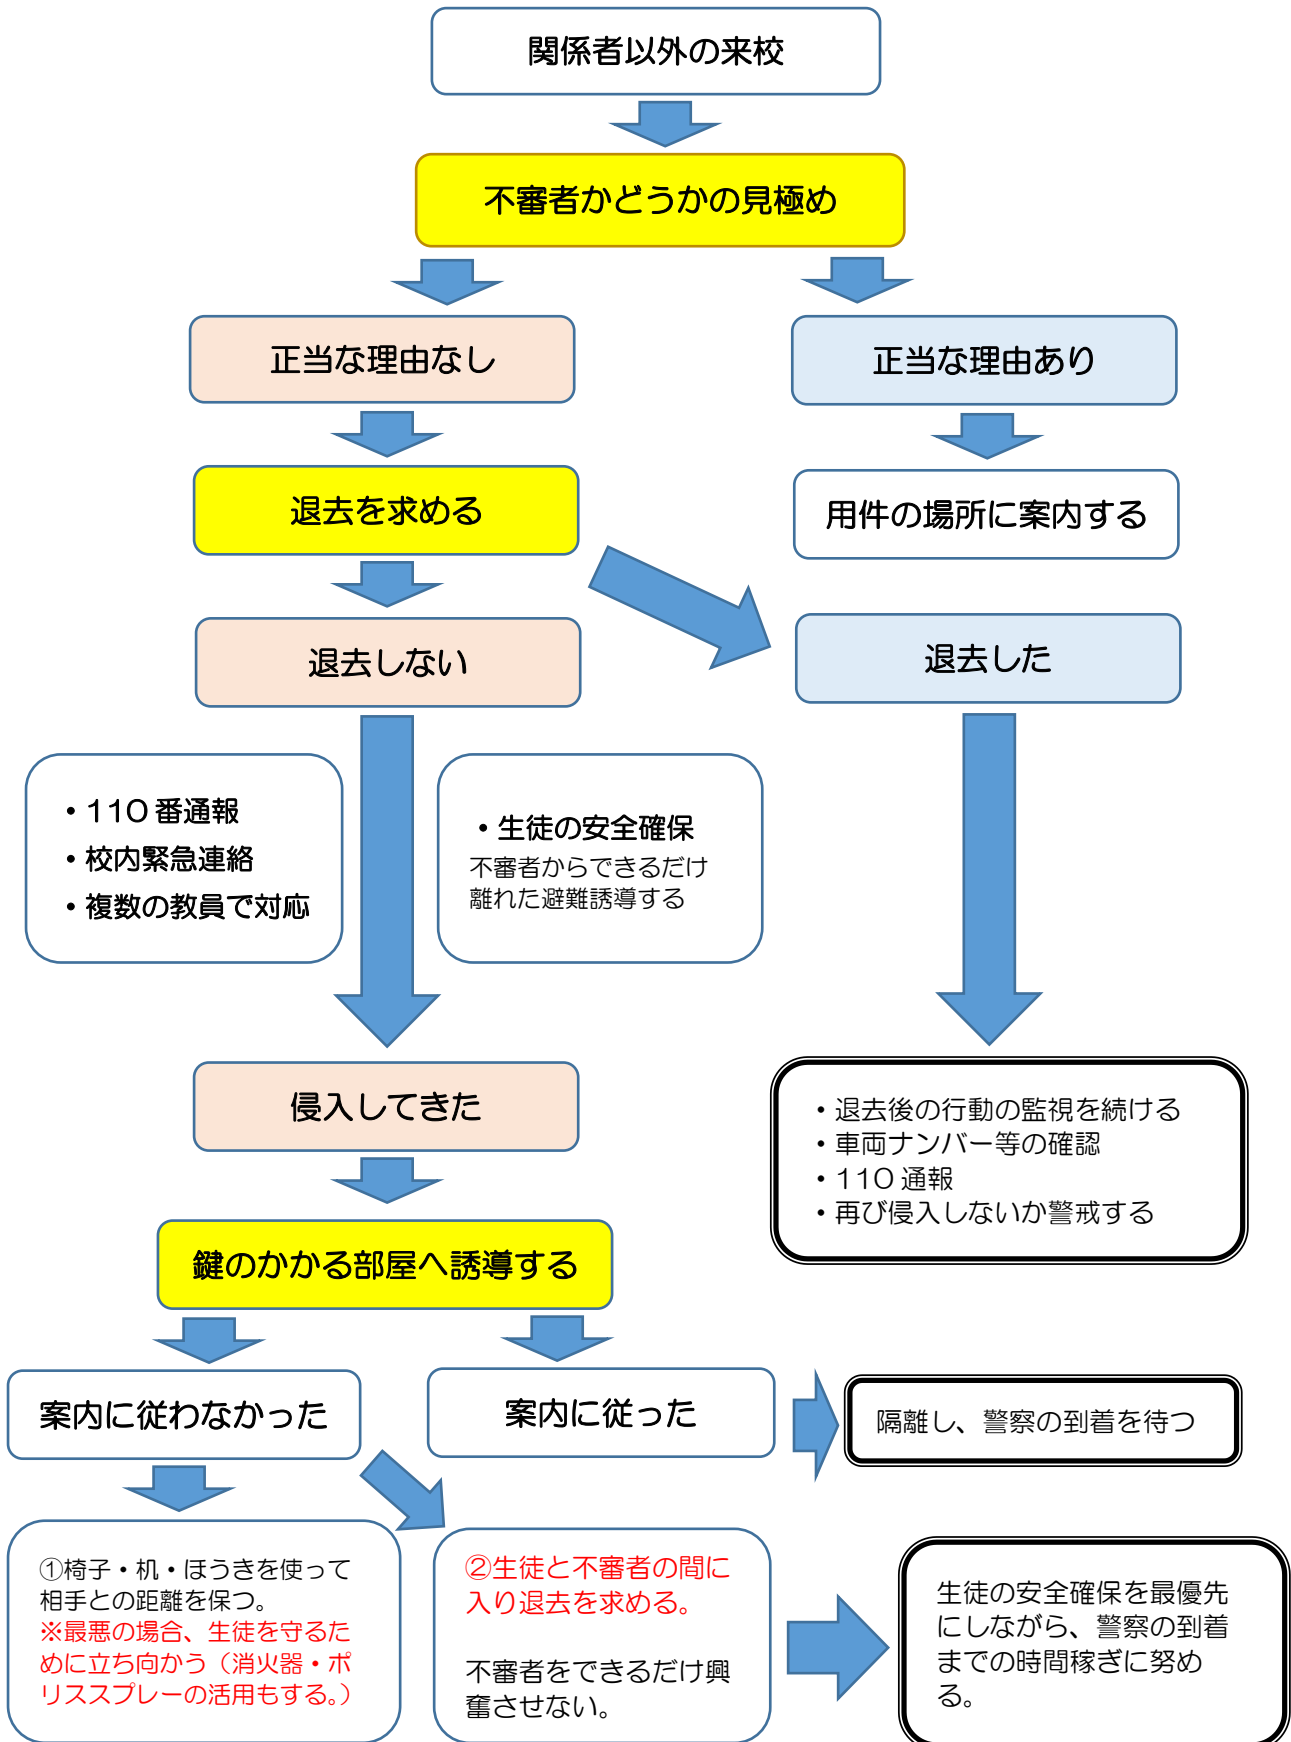 関係者以外の来校
不審者かどうかの見極め
正当な理由なし
正当な理由あり
退去を求める
用件の場所に案内する
退去しない
退去した
・110番通報
・校内緊急連絡
・複数の教員で対応
・生徒の安全確保
不審者からできるだけ
離れた避難誘導する
侵入してきた
・退去後の行動の監視を続ける
・車両ナンバー等の確認
・110通報
・再び侵入しないか警戒する
鍵のかかる部屋へ誘導する
案内に従わなかった
案内に従った
隔離し、警察の到着を待つ
①椅子・机・ほうきを使って
相手との距離を保つ。
※最悪の場合、生徒を守るた
めに立ち向かう（消火器・ポ
リススプレーの活用もする。）
②生徒と不審者の間に
入り退去を求める。
不審者をできるだけ興
奮させない。
生徒の安全確保を最優先
にしながら、警察の到着
までの時間稼ぎに努め
る。